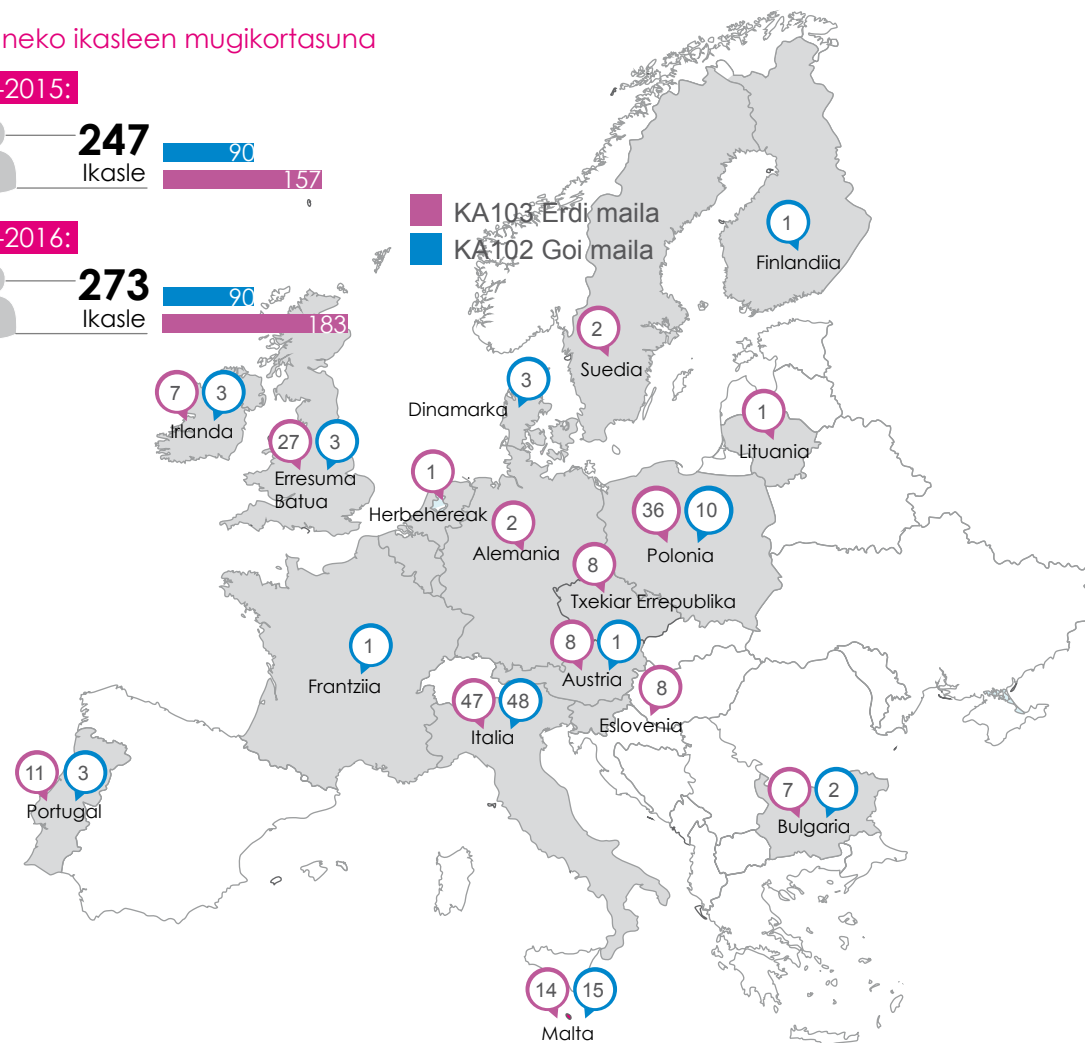 neko ikasleen mugikortasuna
-2015:
247
Ikasle
90
157
-2016:
273
Ikasle
90
183
KA103 Erdi maila
KA102 Goi maila
1
Finlandiia
2
Suedia
3
Dinamarka
7 3
Irlanda
27 3
Erresuma
Batua
1
Lituania
1
Herbehereak
2
Alemania
36 10
Polonia
8
Txekiar Errepublika
8 1
Austria
1
Frantziia
8
Eslovenia
47 48
Italia
11 3
Portugal
7 2
Bulgaria
14 15
Malta